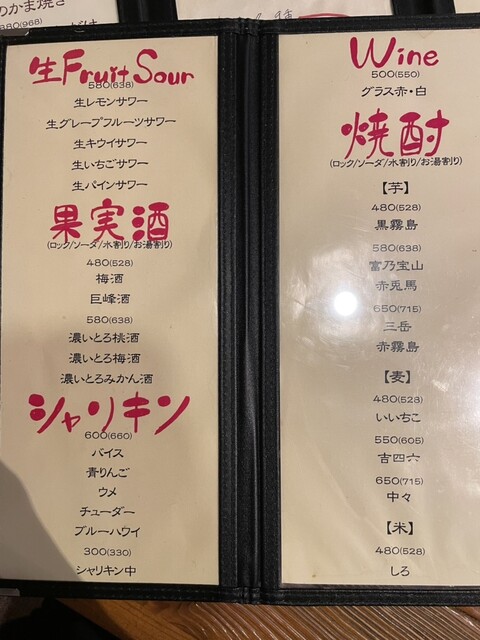 のかま焼き
880(968)
生Fruit Sour
580(638)
生レモンサワー
生グレープフルーツサワー
生キウイサワー
生いちごサワー
生パインサワー
果実酒
(ロック/ソーダ/水割り/お湯割り)
480(528)
梅酒
巨峰酒
580(638)
濃いとろ桃酒
濃いとろ梅酒
濃いとろみかん酒
シャリキン
600(660)
バイス
青りんご
ウメ
チューダー
ブルーハワイ
300(330)
シャリキン中
Wine
500(550)
グラス赤・白
焼酎
(ロック/ソーダ/水割り/お湯割り)
【芋】
480(528)
黒霧島
580(638)
富乃宝山
赤兎馬
650(715)
三岳
赤霧島
【麦】
480(528)
いいちこ
550(605)
吉四六
650(715)
中々
【米】
480(528)
しろ